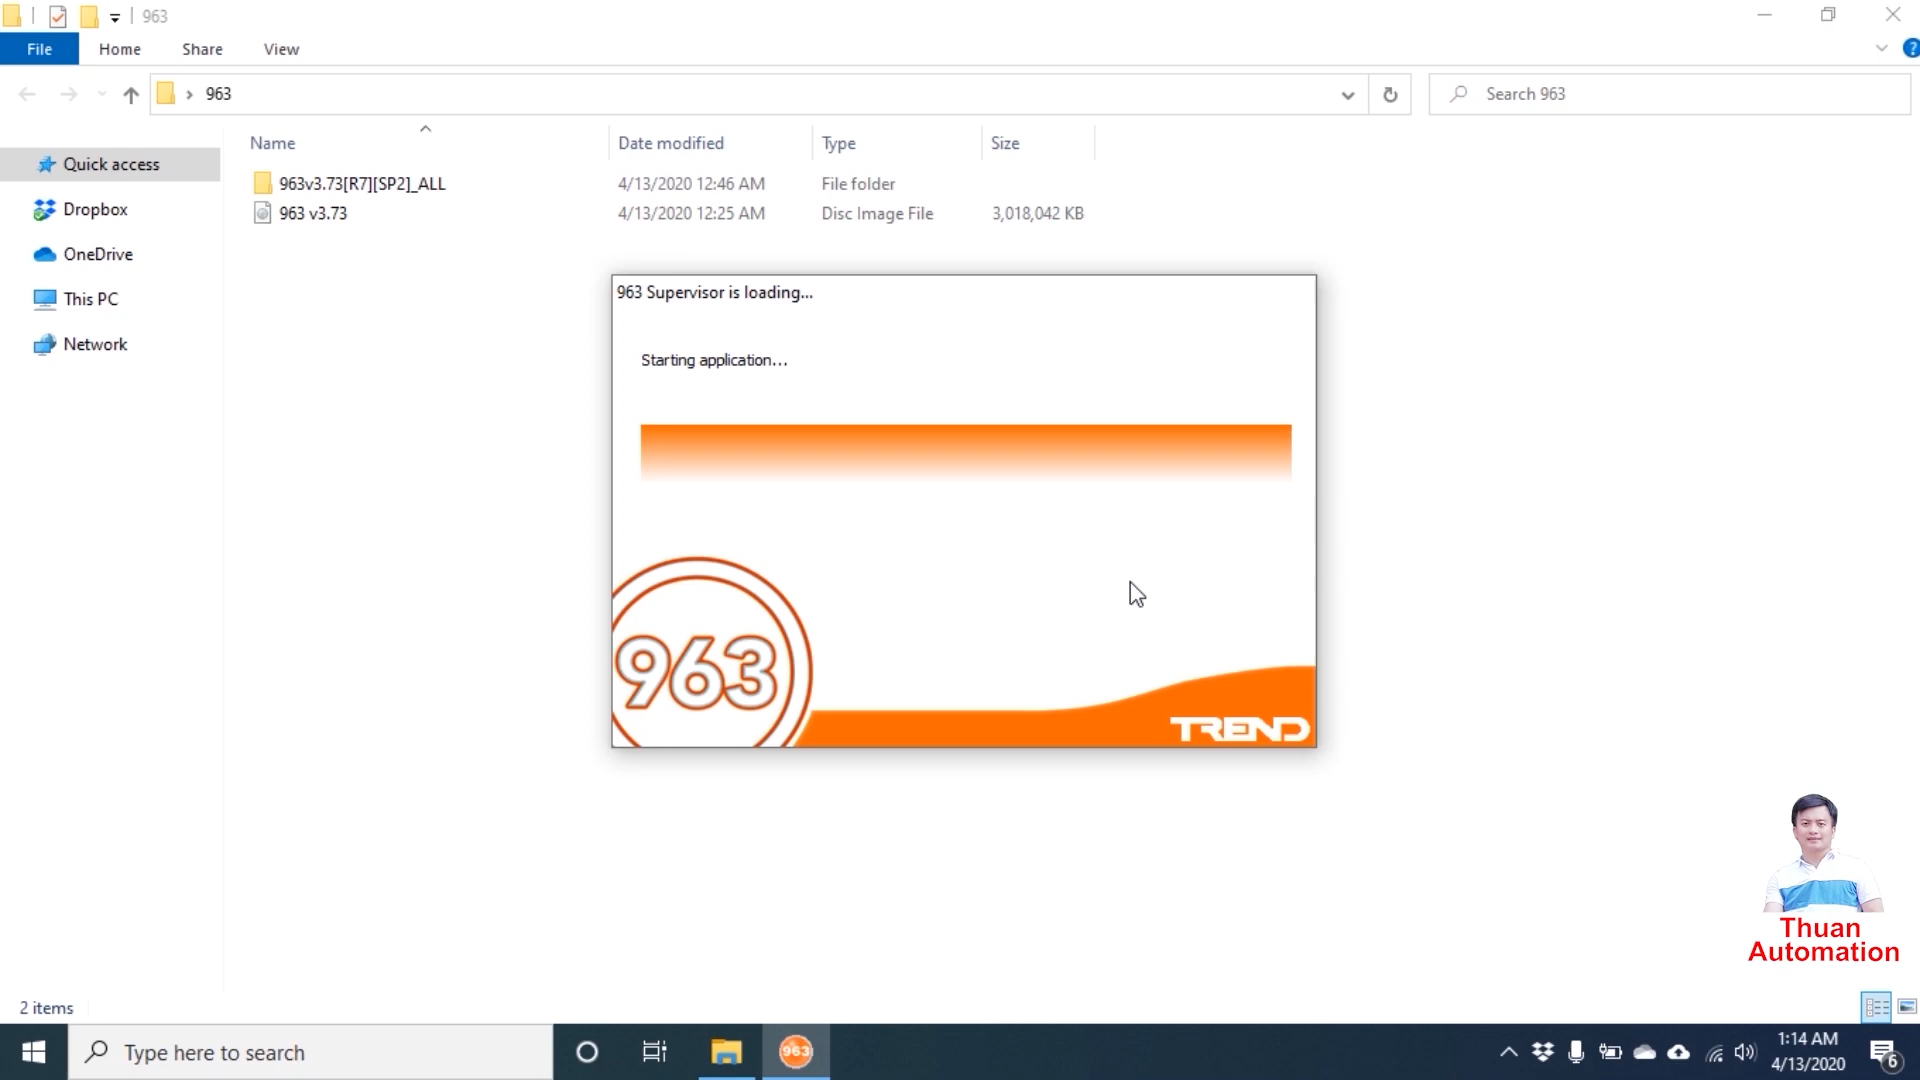 963
File Home Share View
963 Search 963
Name Date modified Type Size
Quick access
Dropbox
OneDrive
This PC
Network
963v3.73[R7][SP2]_ALL 4/13/2020 12:46 AM File folder
963 v3.73 4/13/2020 12:25 AM Disc Image File 3,018,042 KB
963 Supervisor is loading...
Starting application...
963
TREND
Thuan
Automation
2 items
Type here to search
963
1:14 AM
4/13/2020
6